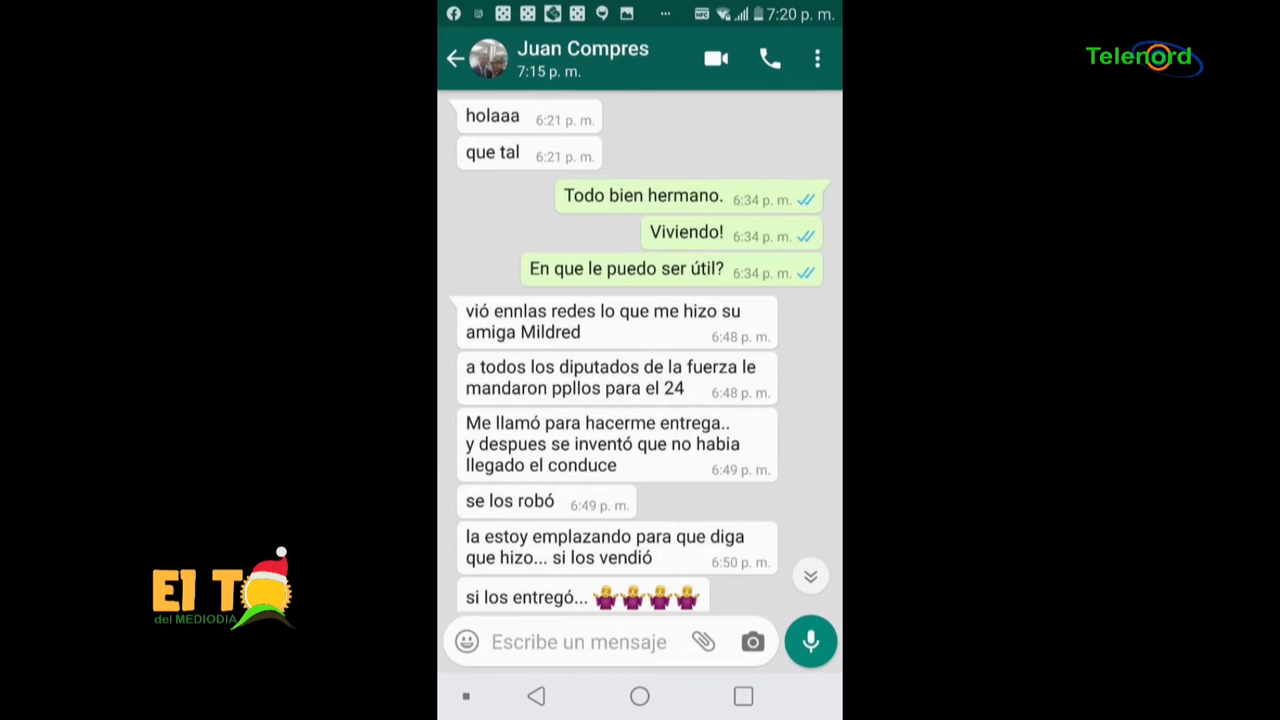 7:20 p. m.
Juan Compres
7:15 p. m.
Telenord
holaaa 6:21 p. m.
que tal 6:21 p. m.
Todo bien hermano. 6:34 p. m.
Viviendo! 6:34 p. m.
En que le puedo ser útil? 6:34 p. m.
vió ennlas redes lo que me hizo su
amiga Mildred 6:48 p. m.
a todos los diputados de la fuerza le
mandaron ppllos para el 24 6:48 p. m.
Me llamó para hacerme entrega..
y despues se inventó que no habia
llegado el conduce 6:49 p. m.
se los robó 6:49 p. m.
la estoy emplazando para que diga
que hizo... si los vendió 6:50 p. m.
si los entregó... 🤷‍♀️🤷‍♀️🤷‍♀️🤷‍♀️
Escribe un mensaje
El TO
del MEDIODIA